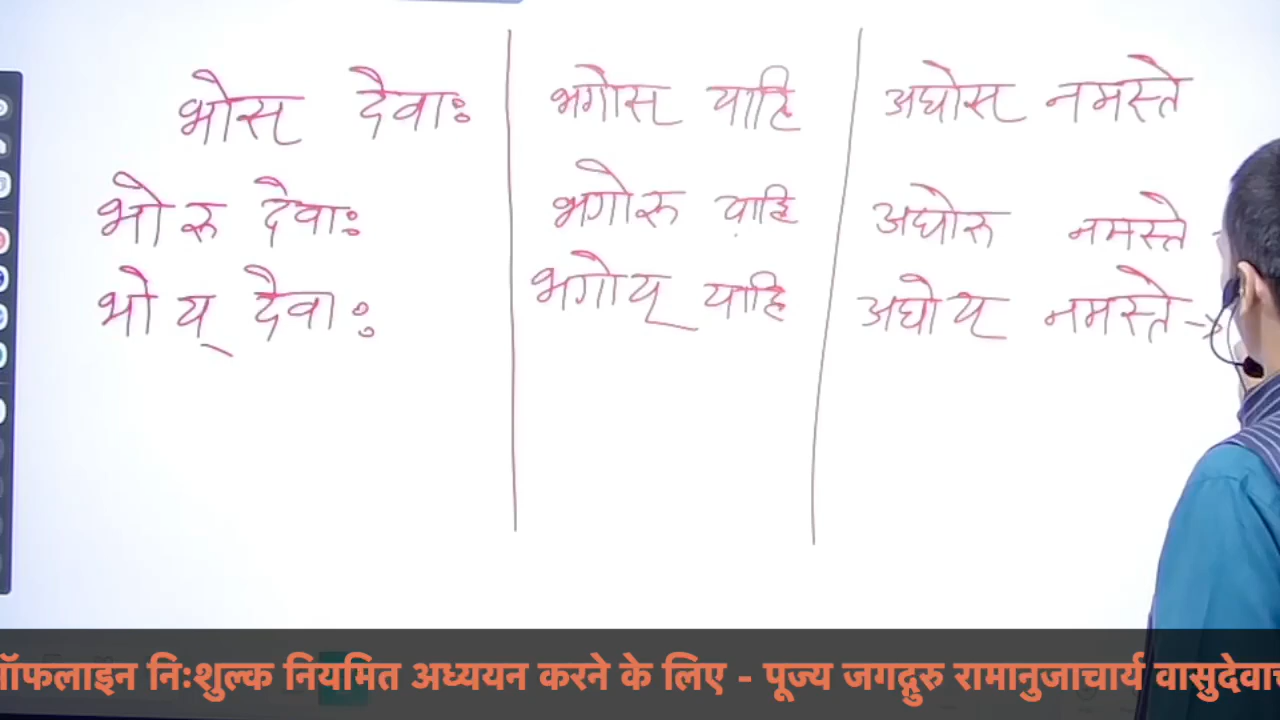 भोस् देवाः भगोस् याहि अघोस् नमस्ते
भो रु देवाः भगोरु याहि अघोरु नमस्ते
भो य् देवाः भगोय् याहि अघोय् नमस्ते →
ऑफलाइन निःशुल्क नियमित अध्ययन करने के लिए - पूज्य जगद्गुरु रामानुजाचार्य